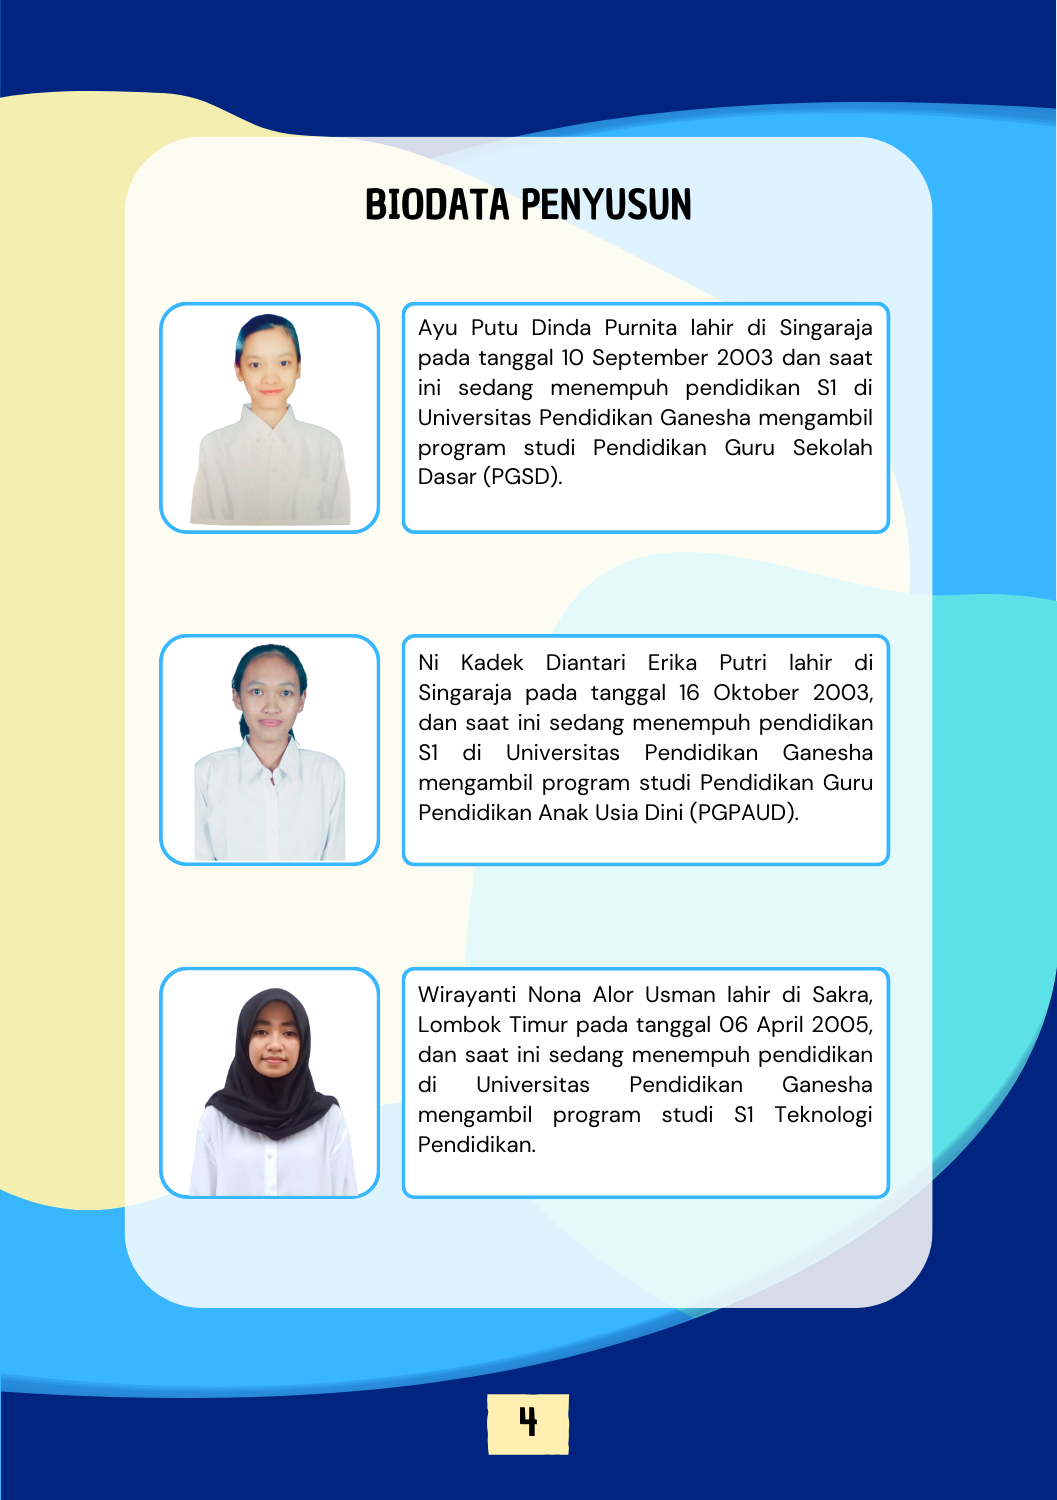 BIODATA PENYUSUN
Ayu Putu Dinda Purnita lahir di Singaraja
pada tanggal 10 September 2003 dan saat
ini sedang menempuh pendidikan S1 di
Universitas Pendidikan Ganesha mengambil
program studi Pendidikan Guru Sekolah
Dasar (PGSD).
Ni Kadek Diantari Erika Putri lahir di
Singaraja pada tanggal 16 Oktober 2003,
dan saat ini sedang menempuh pendidikan
S1 di Universitas Pendidikan Ganesha
mengambil program studi Pendidikan Guru
Pendidikan Anak Usia Dini (PGPAUD).
Wirayanti Nona Alor Usman lahir di Sakra,
Lombok Timur pada tanggal 06 April 2005,
dan saat ini sedang menempuh pendidikan
di Universitas Pendidikan Ganesha
mengambil program studi S1 Teknologi
Pendidikan.
4